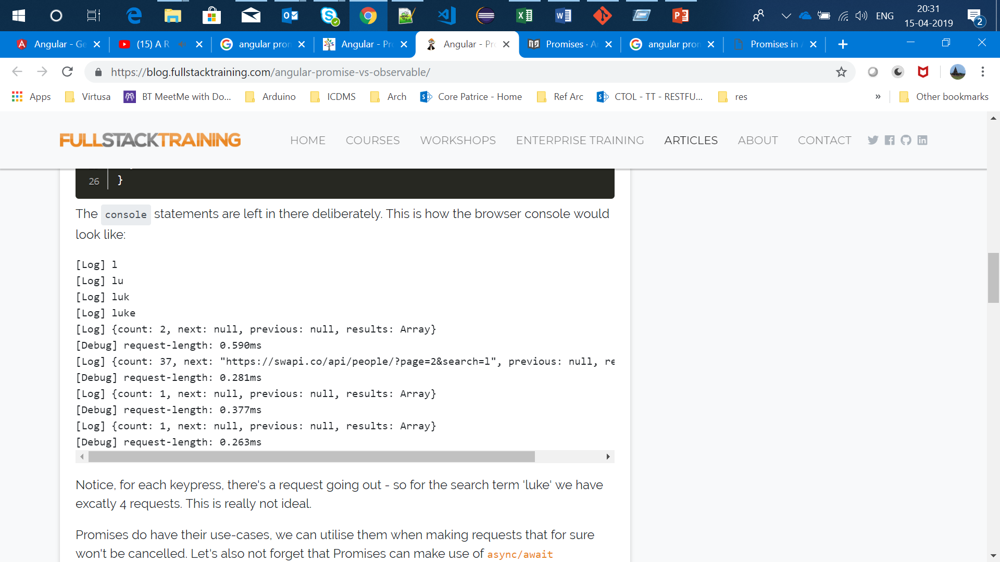 ENG
20:31
15-04-2019
2
Angular - Ge
(15) A R
angular pron
Angular - Pr
Angular - Pr
Promises · A
angular pron
Promises in A
https://blog.fullstacktraining.com/angular-promise-vs-observable/
Apps
Virtusa
BT MeetMe with Do...
Arduino
ICDMS
Arch
Core Patrice - Home
Ref Arc
CTOL - TT - RESTFU...
res
»
Other bookmarks
FULLSTACKTRAINING
HOME
COURSES
WORKSHOPS
ENTERPRISE TRAINING
ARTICLES
ABOUT
CONTACT
26 }
The console statements are left in there deliberately. This is how the browser console would
look like:
[Log] l
[Log] lu
[Log] luk
[Log] luke
[Log] {count: 2, next: null, previous: null, results: Array}
[Debug] request-length: 0.590ms
[Log] {count: 37, next: "https://swapi.co/api/people/?page=2&search=l", previous: null, re
[Debug] request-length: 0.281ms
[Log] {count: 1, next: null, previous: null, results: Array}
[Debug] request-length: 0.377ms
[Log] {count: 1, next: null, previous: null, results: Array}
[Debug] request-length: 0.263ms
Notice, for each keypress, there's a request going out - so for the search term 'luke' we have
excatly 4 requests. This is really not ideal.
Promises do have their use-cases, we can utilise them when making requests that for sure
won't be cancelled. Let's also not forget that Promises can make use of async/await